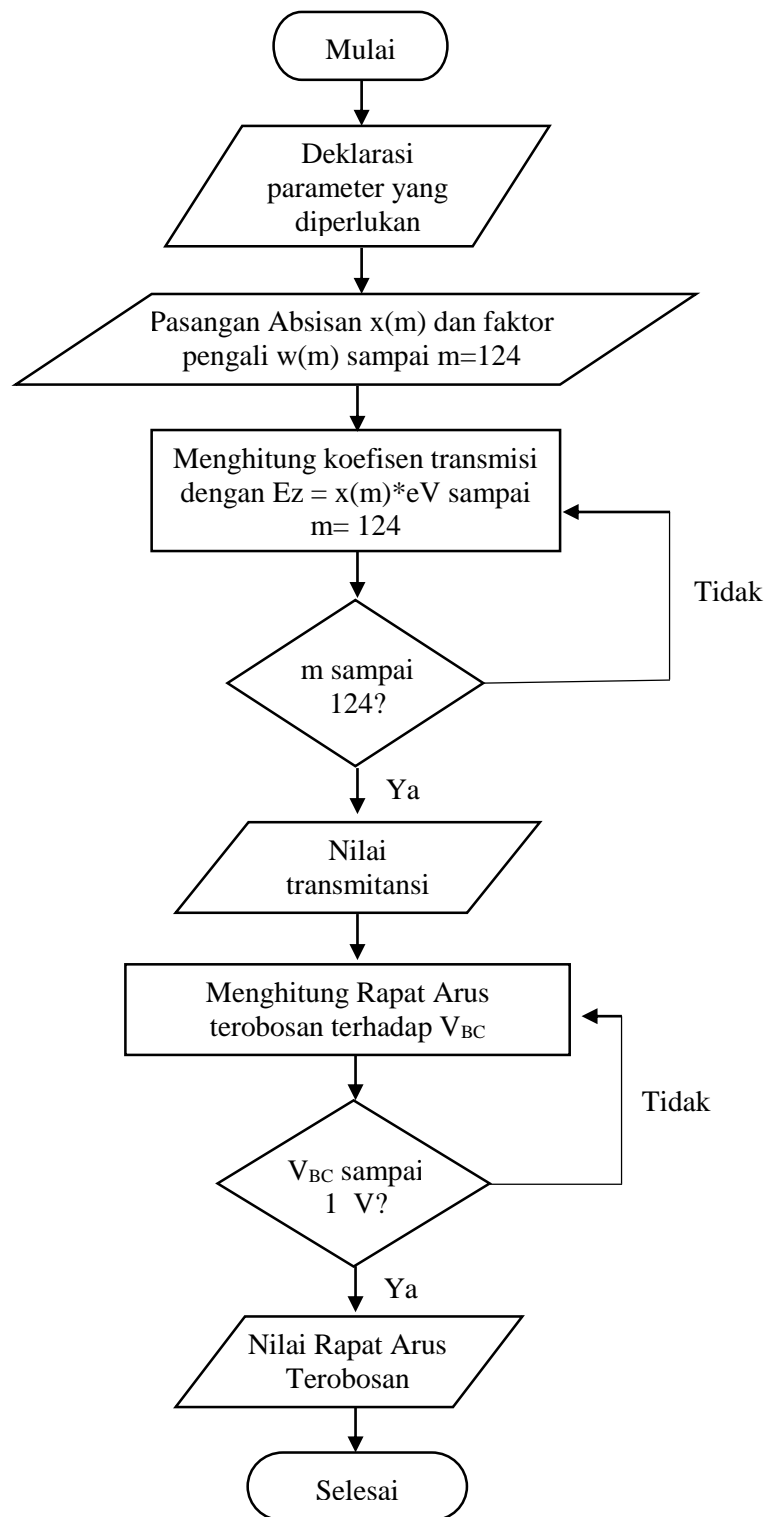 Mulai
Deklarasi
parameter yang
diperlukan
Pasangan Absisan x(m) dan faktor
pengali w(m) sampai m=124
Menghitung koefisen transmisi
dengan Ez = x(m)*eV sampai
m= 124
Tidak
m sampai
124?
Ya
Nilai
transmitansi
Menghitung Rapat Arus
terobosan terhadap VBC
Tidak
VBC sampai
1 V?
Ya
Nilai Rapat Arus
Terobosan
Selesai